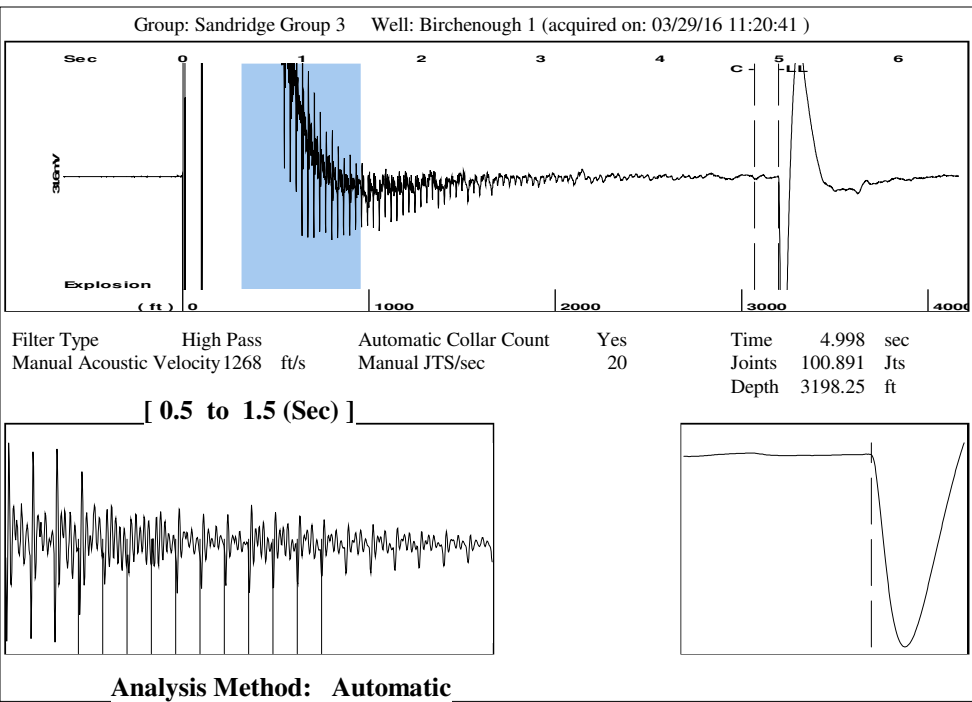 Group: Sandridge Group 3 Well: Birchenough 1 (acquired on: 03/29/16 11:20:41 )
Sec 0 1 2 3 4 5 6
C - -LL
Explosion
(ft) 0 1000 2000 3000 4000
Filter Type High Pass Automatic Collar Count Yes Time 4.998 sec
Manual Acoustic Velocity 1268 ft/s Manual JTS/sec 20 Joints 100.891 Jts
Depth 3198.25 ft
[ 0.5 to 1.5 (Sec) ]
Analysis Method: Automatic